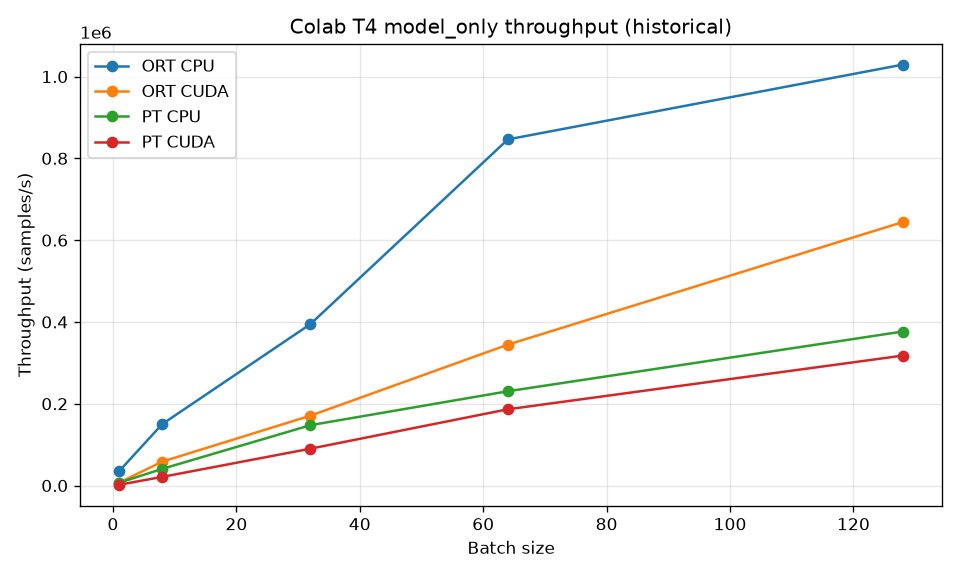 Colab T4 model_only throughput (historical)
1e6
ORT CPU
ORT CUDA
PT CPU
PT CUDA
Throughput (samples/s)
1.0
0.8
0.6
0.4
0.2
0.0
0 20 40 60 80 100 120
Batch size